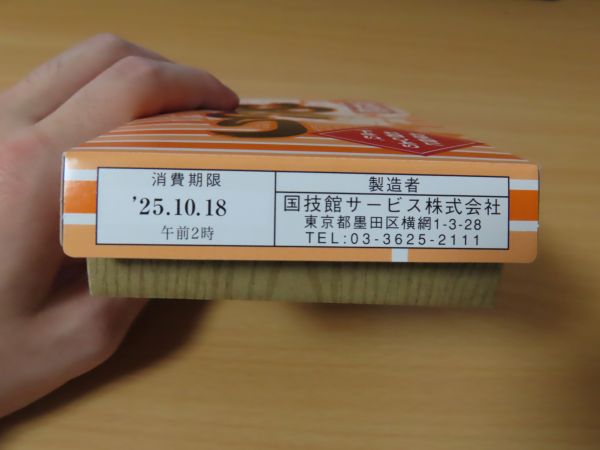 消費期限
'25.10.18
午前2時
製造者
国技館サービス株式会社
東京都墨田区横網1-3-28
TEL:03-3625-2111